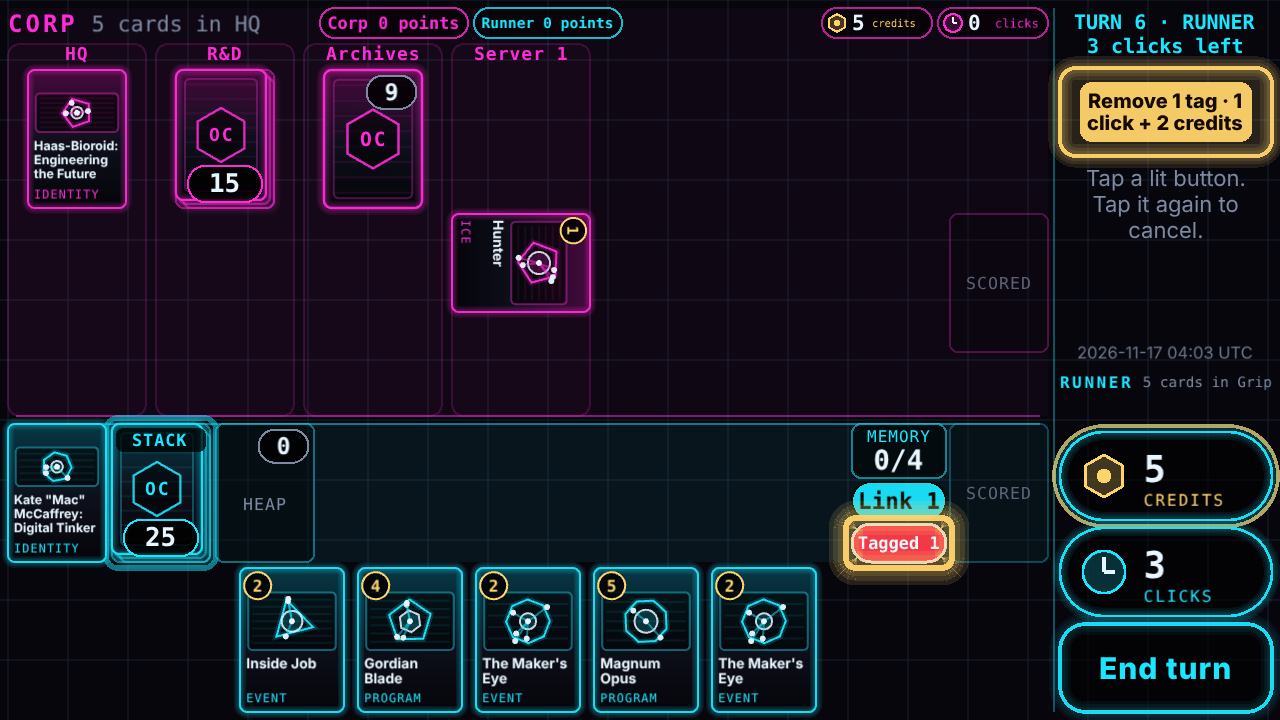 CORP 5 cards in HQ
Corp 0 points
Runner 0 points
5 credits
0 clicks
TURN 6 · RUNNER
3 clicks left
HQ
R&D
Archives
Server 1
Haas-Bioroid:
Engineering
the Future
IDENTITY
OC
15
9
OC
ICE
Hunter
1
SCORED
Remove 1 tag · 1
click + 2 credits
Tap a lit button.
Tap it again to
cancel.
2026-11-17 04:03 UTC
RUNNER 5 cards in Grip
Kate "Mac"
McCaffrey:
Digital Tinker
IDENTITY
STACK
OC
25
0
HEAP
MEMORY
0/4
Link 1
Tagged 1
SCORED
5
CREDITS
3
CLICKS
End turn
2
Inside Job
EVENT
4
Gordian
Blade
PROGRAM
2
The Maker's
Eye
EVENT
5
Magnum
Opus
PROGRAM
2
The Maker's
Eye
EVENT